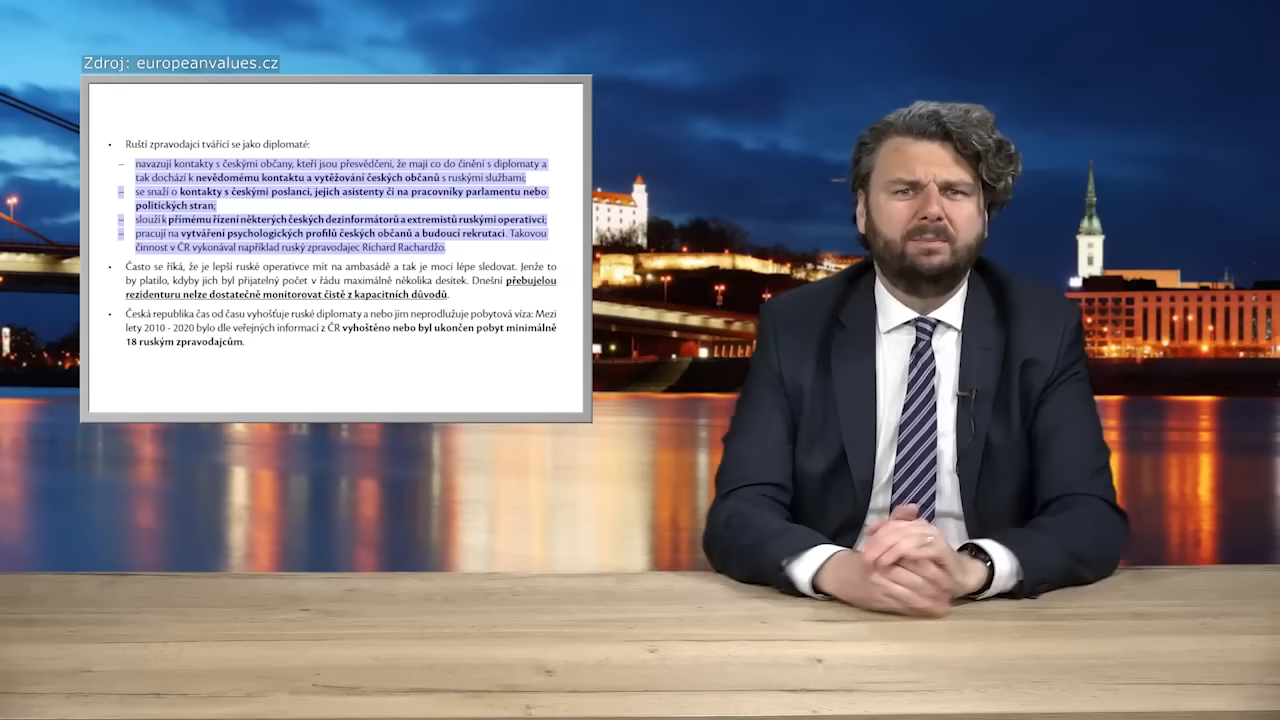 Zdroj: europeanvalues.cz
• Ruští zpravodajci tvářící se jako diplomaté:
– navazují kontakty s českými občany, kteří jsou přesvědčeni, že mají co do činění s diplomaty a
tak dochází k nevědomému kontaktu a vytěžování českých občanů s ruskými službami;
– se snaží o kontakty s českými poslanci, jejich asistenty či na pracovníky parlamentu nebo
politických stran;
– slouží k přímému řízení některých českých dezinformátorů a extremistů ruskými operativci;
– pracují na vytváření psychologických profilů českých občanů a budoucí rekrutaci. Takovou
činnost v ČR vykonával například ruský zpravodajec Richard Rachardžo.
• Často se říká, že je lepší ruské operativce mít na ambasádě a tak je moci lépe sledovat. Jenže to
by platilo, kdyby jich byl přijatelný počet v řádu maximálně několika desítek. Dnešní přebujelou
rezidenturu nelze dostatečně monitorovat čistě z kapacitních důvodů.
• Česká republika čas od času vyhošťuje ruské diplomaty a nebo jim neprodlužuje pobytová víza: Mezi
lety 2010 - 2020 bylo dle veřejných informací z ČR vyhoštěno nebo byl ukončen pobyt minimálně
18 ruským zpravodajcům.